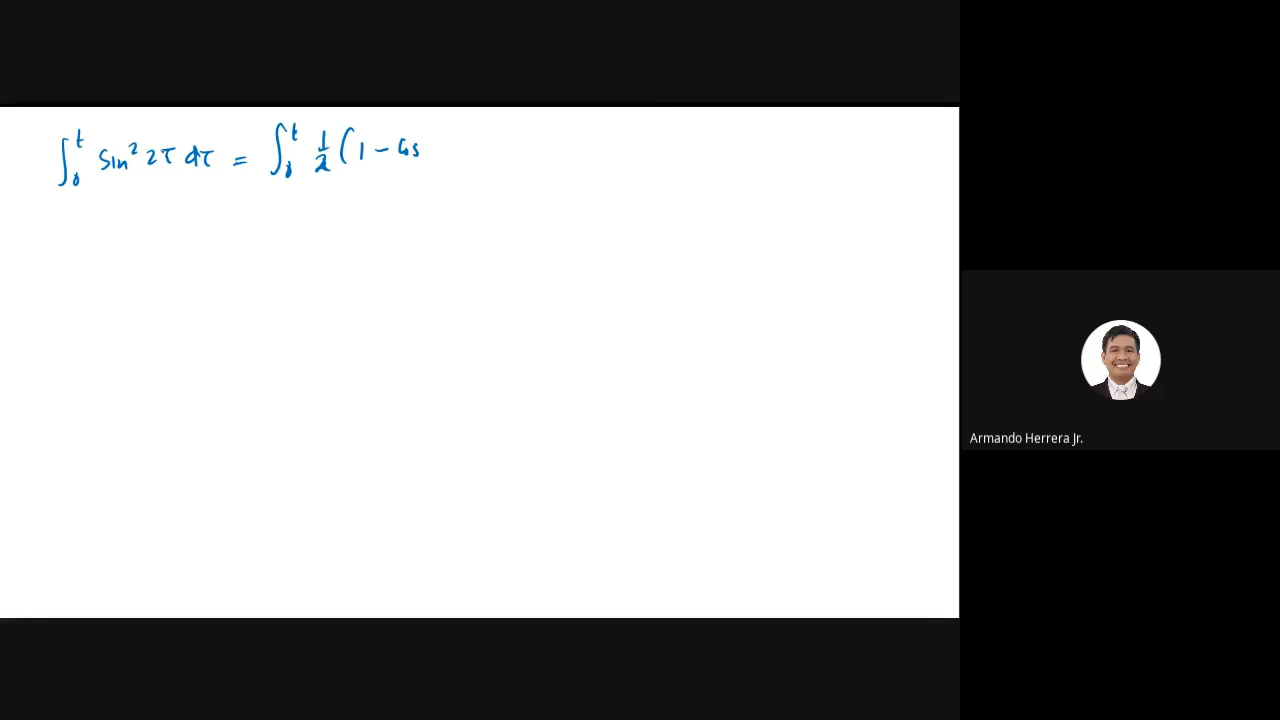 ∫₀ᵗ sin² 2τ dτ = ∫₀ᵗ ½ (1 − cos
Armando Herrera Jr.